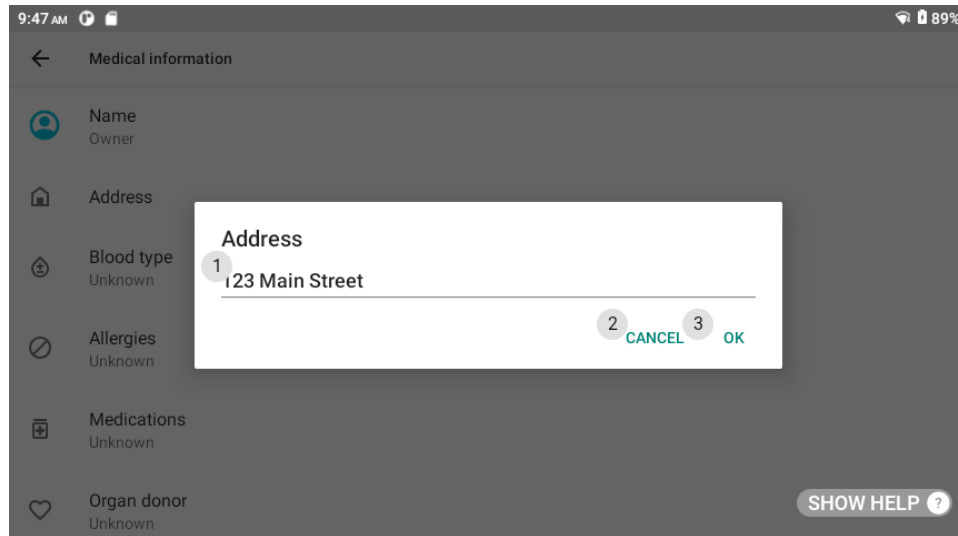 9:47 AM 89%
Medical information
Name
Owner
Address
Address
Blood type
Unknown
1
123 Main Street
2 CANCEL 3 OK
Allergies
Unknown
Medications
Unknown
Organ donor
Unknown
SHOW HELP ?